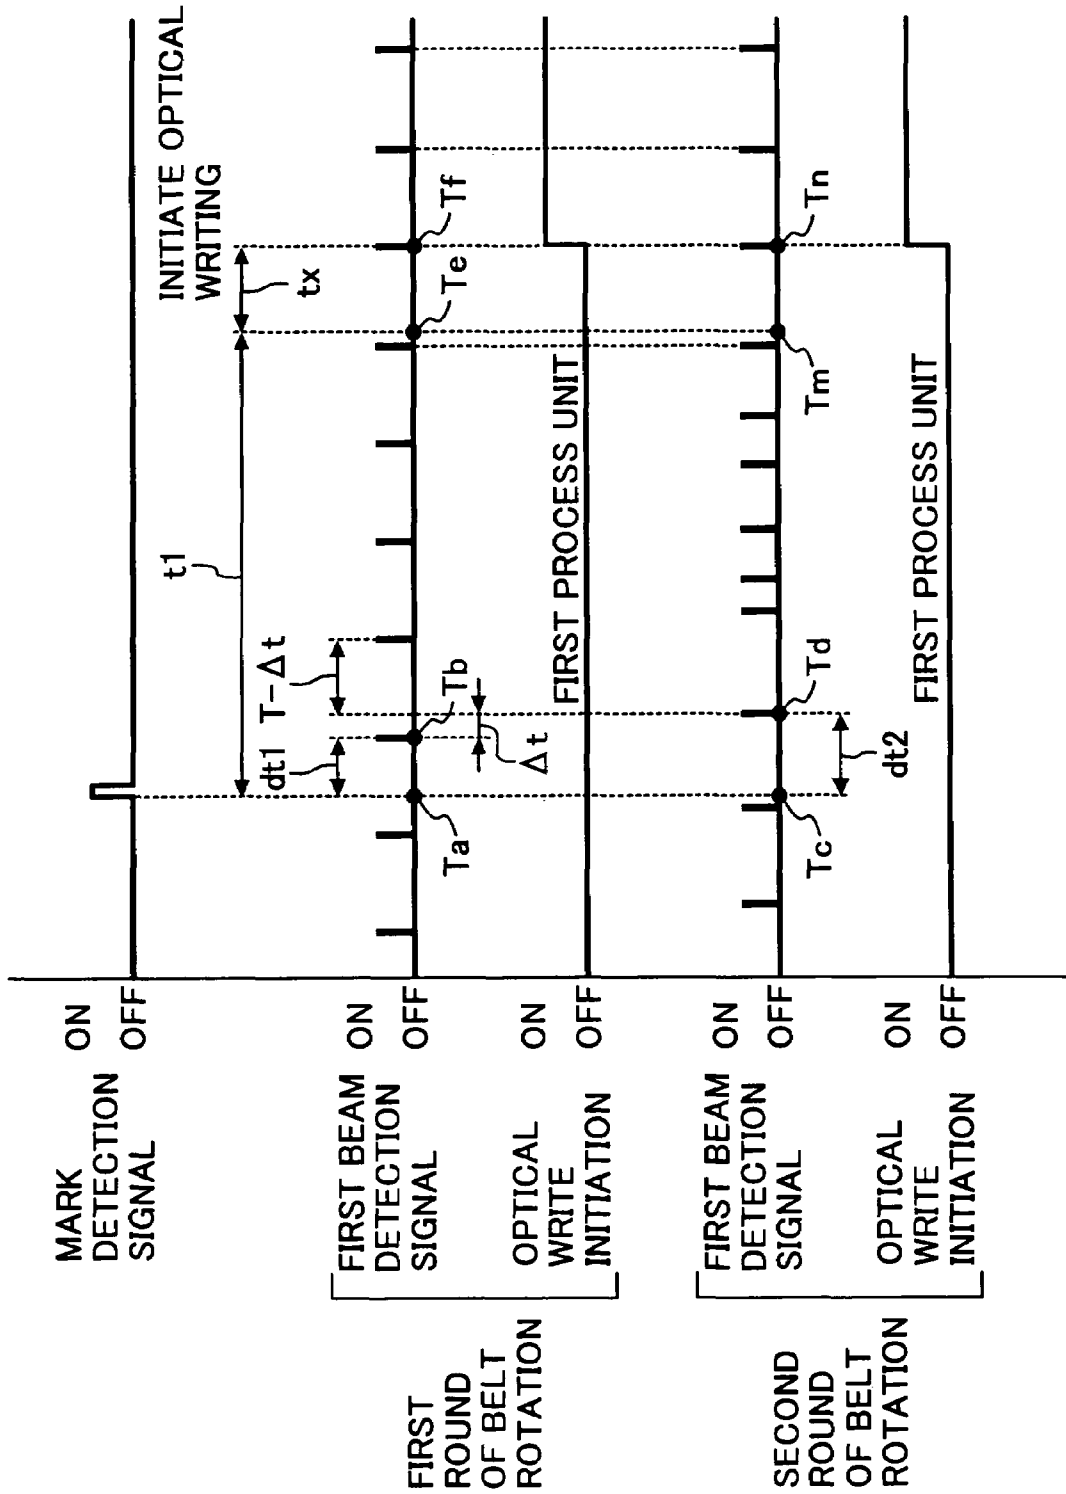 MARK
DETECTION
SIGNAL
ON
OFF
INITIATE OPTICAL
WRITING
t1
tx
dt1
T-Δt
FIRST
ROUND
OF BELT
ROTATION
FIRST BEAM
DETECTION
SIGNAL
ON
OFF
Ta
Tb
Te
Tf
Δt
OPTICAL
WRITE
INITIATION
ON
OFF
FIRST PROCESS UNIT
SECOND
ROUND
OF BELT
ROTATION
FIRST BEAM
DETECTION
SIGNAL
ON
OFF
Tc
Td
Tm
Tn
dt2
OPTICAL
WRITE
INITIATION
ON
OFF
FIRST PROCESS UNIT